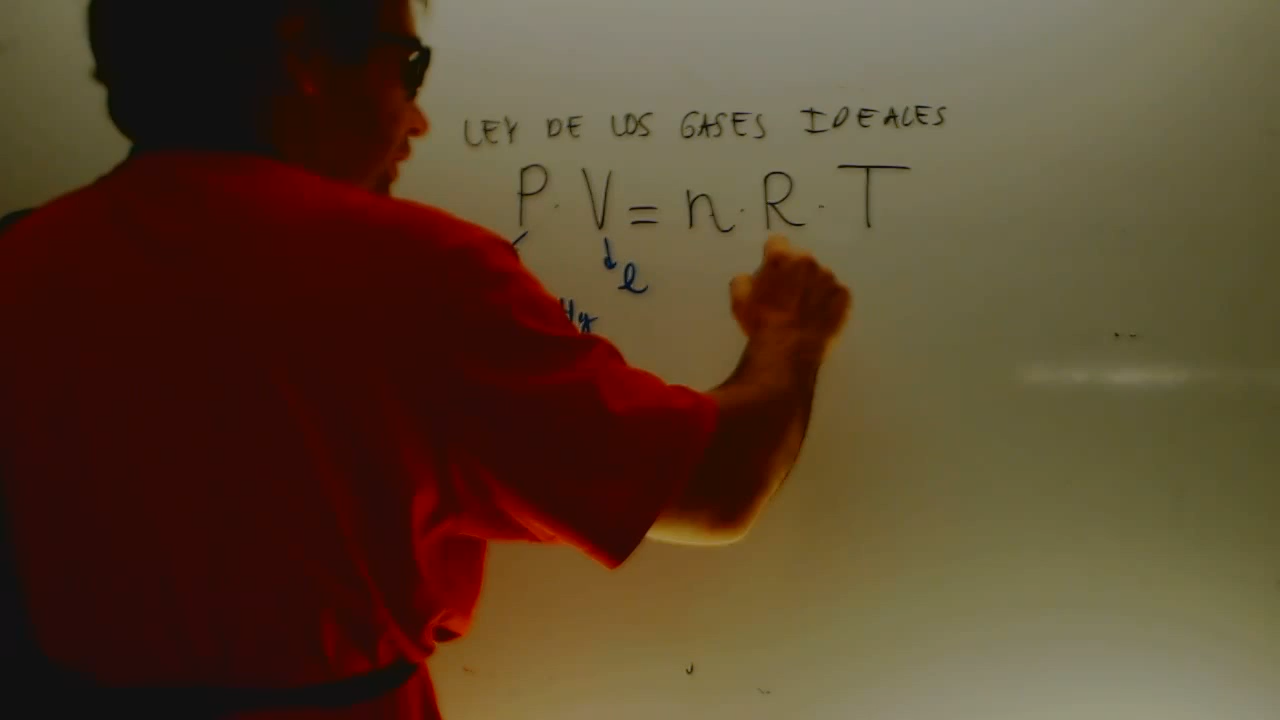 LEY DE LOS GASES IDEALES
P · V = n · R · T
l